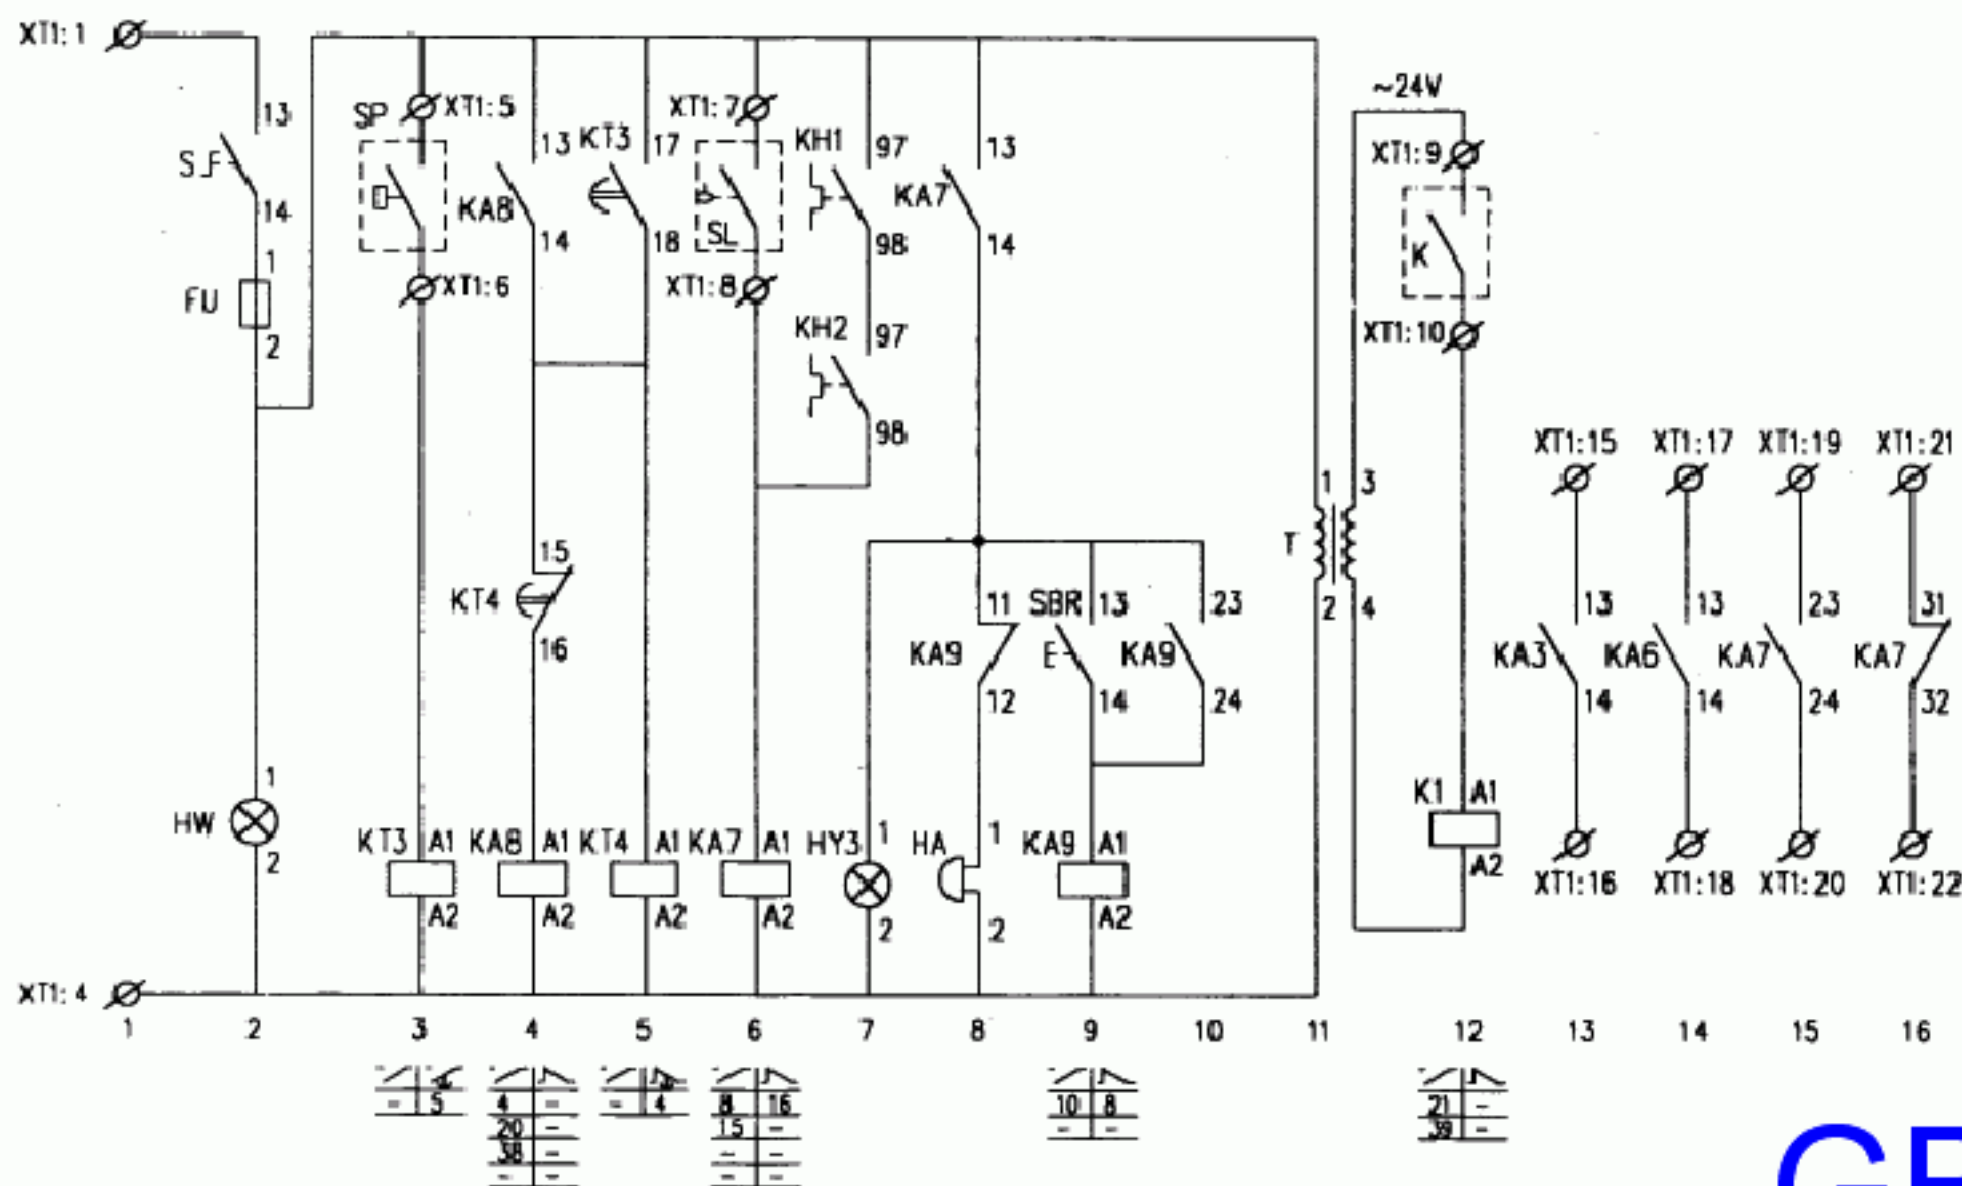 XT1:1
~24V
13
SP XT1:5 XT1:7
13 KT3 17 KH1 97 13 XT1:9
S
KA8 KA7
14 SL K
14 18 98 14
1
XT1:6 XT1:8
FU
KH2 97 XT1:10
2
98
XT1:15 XT1:17 XT1:19 XT1:21
1 3
T
15
KT4 11 SBR 13 23 2 4 13 13 23 31
16 KA9 E KA9 KA3 KA6 KA7 KA7
12 14 24 14 14 24 32
1
HW K1 A1
2
KT3 A1 KA8 A1 KT4 A1 KA7 A1 HY3 1 HA 1 KA9 A1 A2
XT1:16 XT1:18 XT1:20 XT1:22
A2 A2 A2 A2 2 2 A2
XT1:4
1 2 3 4 5 6 7 8 9 10 11 12 13 14 15 16
- 5 4 - - 4 8 16 10 8 21 -
20 - 15 - - - 39 -
38 - - -
- - - -